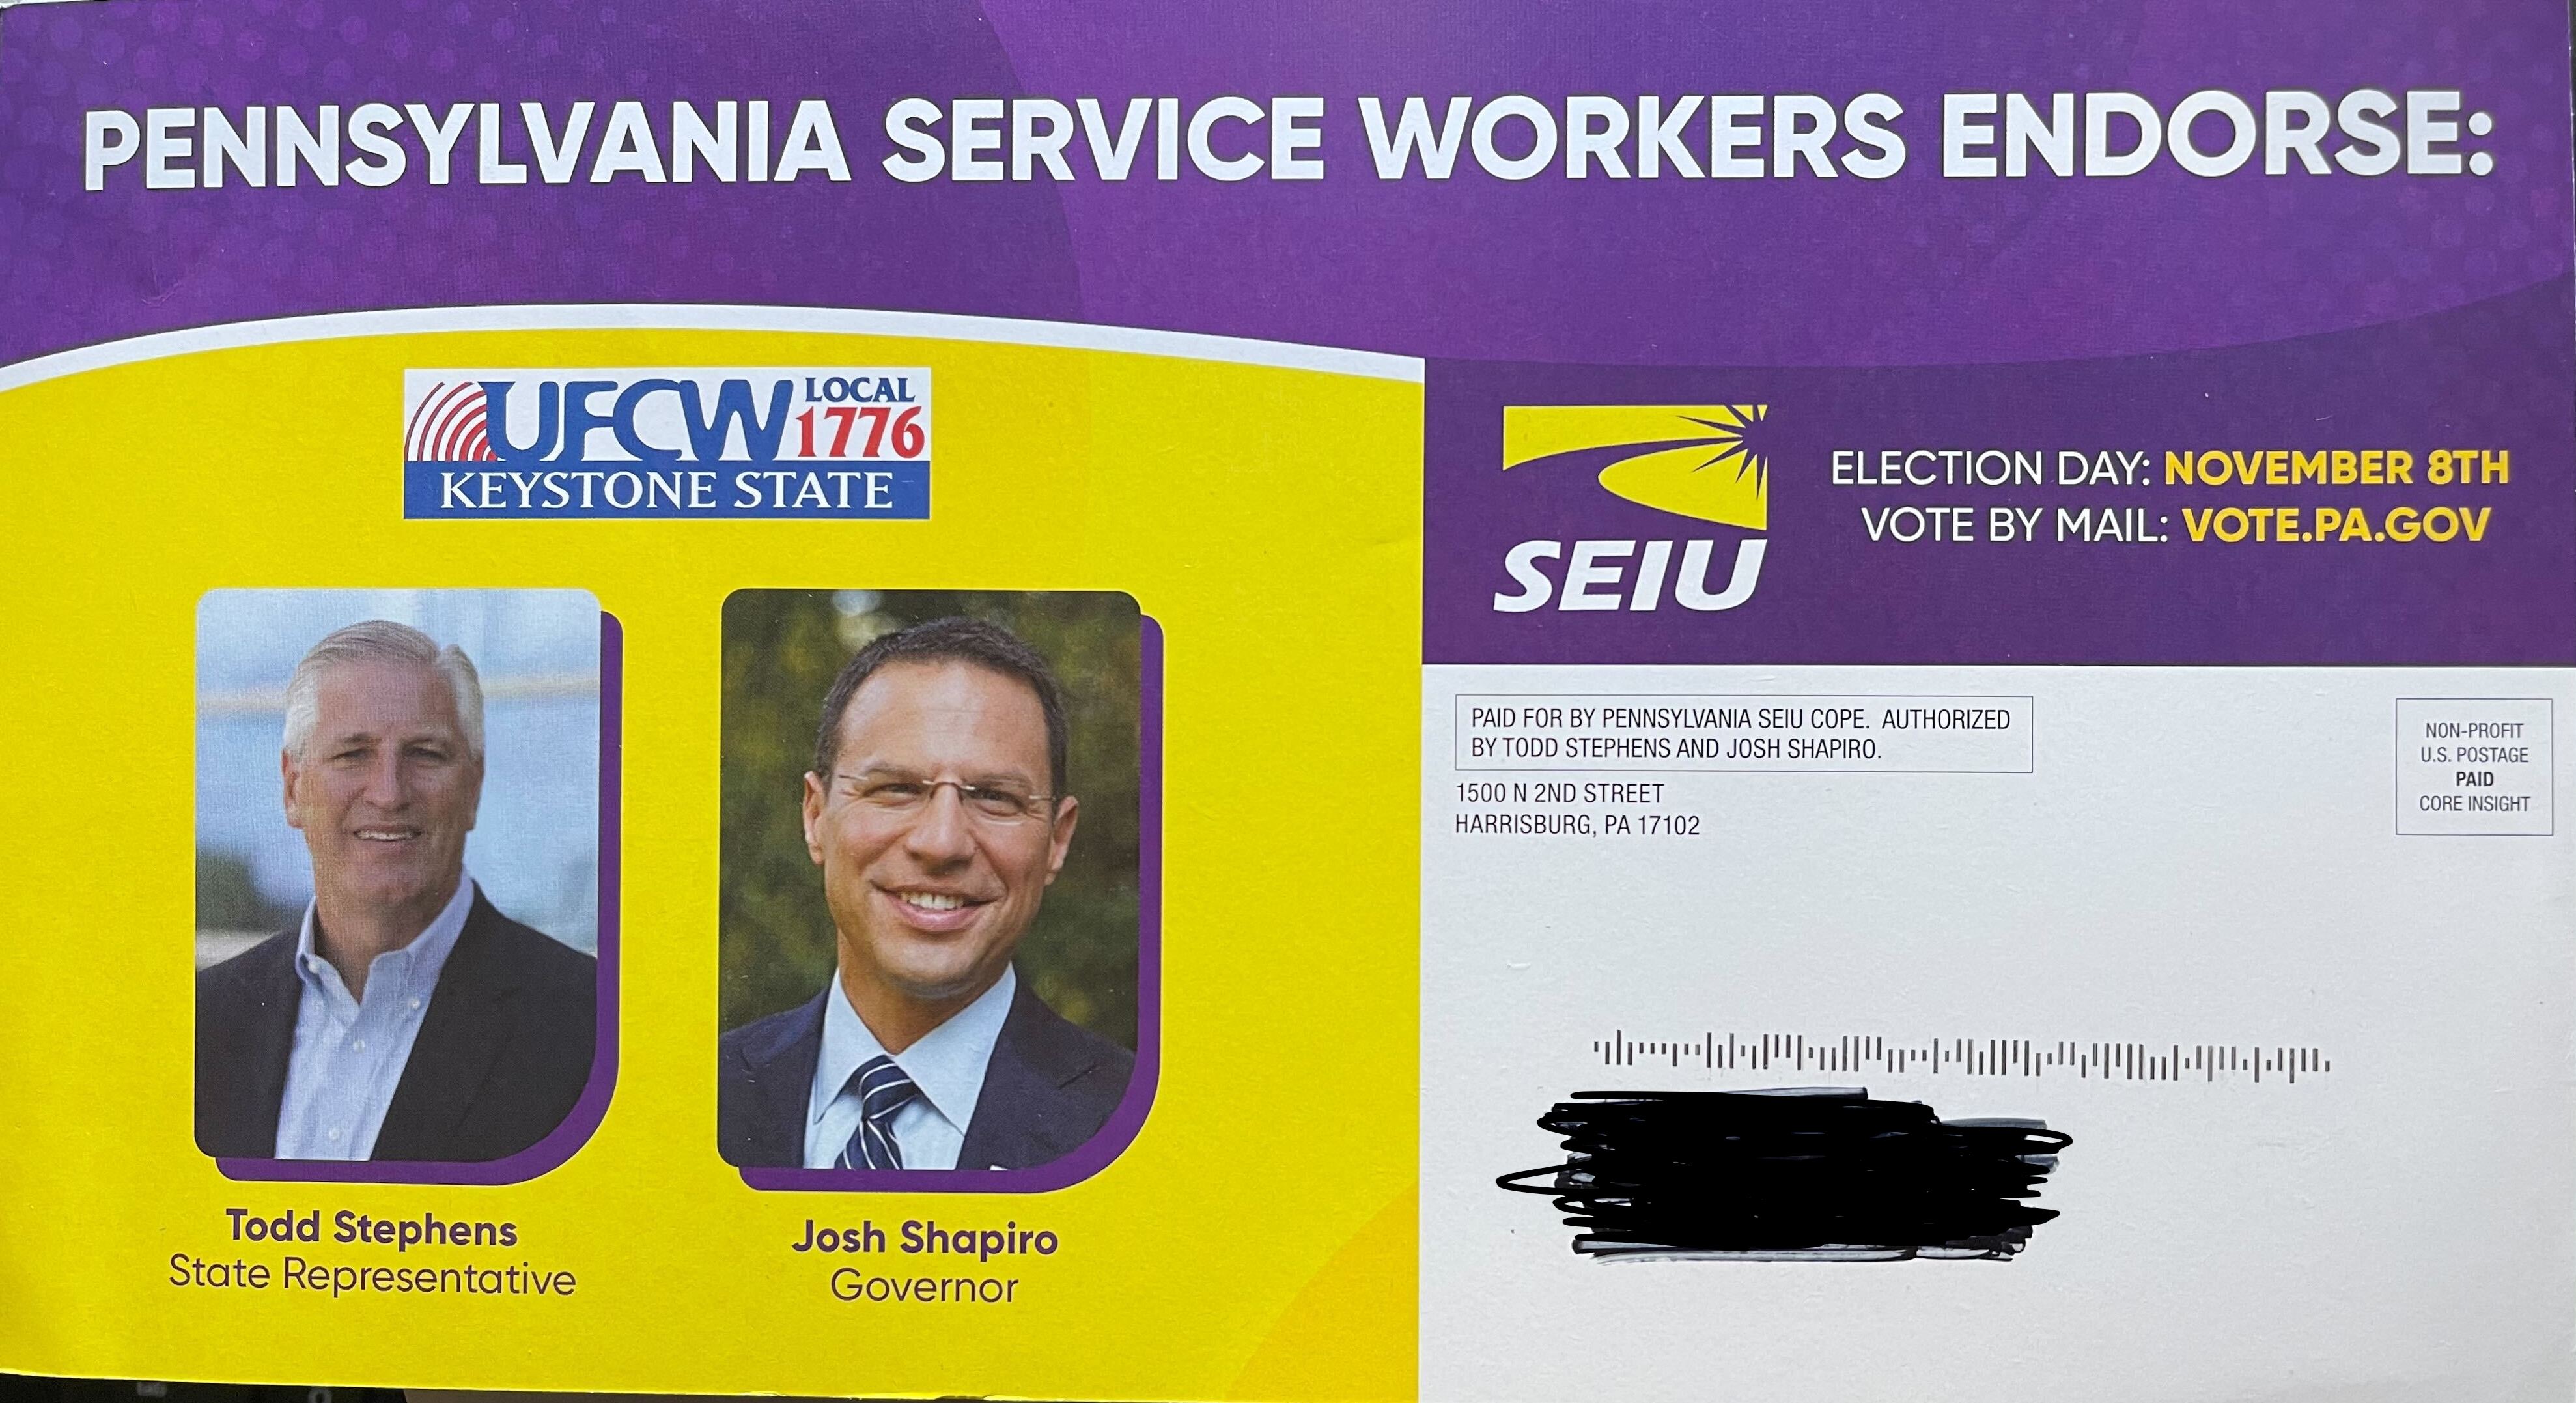 PENNSYLVANIA SERVICE WORKERS ENDORSE:
UFCW LOCAL
1776
KEYSTONE STATE
Todd Stephens
State Representative
Josh Shapiro
Governor
SEIU
ELECTION DAY: NOVEMBER 8TH
VOTE BY MAIL: VOTE.PA.GOV
PAID FOR BY PENNSYLVANIA SEIU COPE. AUTHORIZED
BY TODD STEPHENS AND JOSH SHAPIRO.
1500 N 2ND STREET
HARRISBURG, PA 17102
NON-PROFIT
U.S. POSTAGE
PAID
CORE INSIGHT